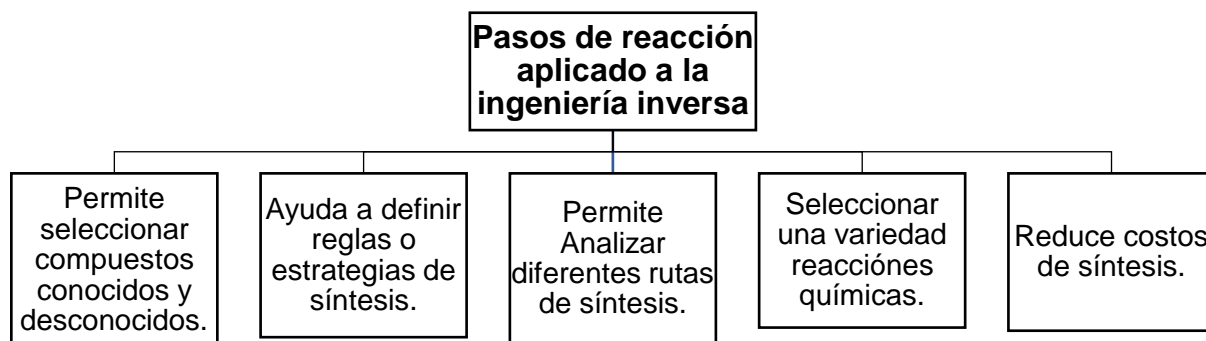 Pasos de reacción
aplicado a la
ingeniería inversa
Permite
seleccionar
compuestos
conocidos y
desconocidos.
Ayuda a definir
reglas o
estrategias de
síntesis.
Permite
Analizar
diferentes rutas
de síntesis.
Seleccionar
una variedad
reacciónes
químicas.
Reduce costos
de síntesis.